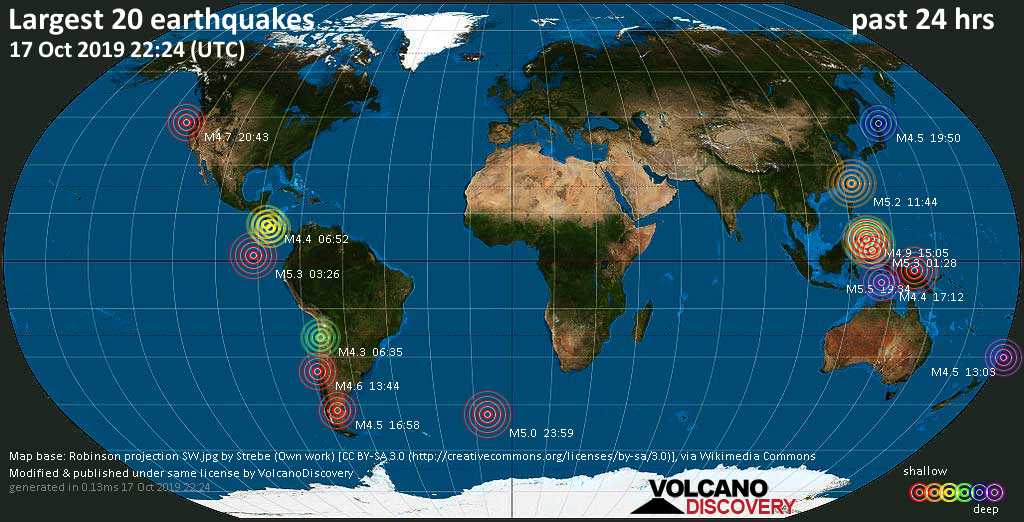 Largest 20 earthquakes
past 24 hrs
17 Oct 2019 22:24 (UTC)
M4.7 20:43
M4.5 19:50
M5.2 11:44
M4.4 06:52
M4.9 15:05
M5.3 01:28
M5.3 03:26
M5.5 19:34
M4.4 17:12
M4.3 06:35
M4.5 13:03
M4.6 13:44
M4.5 16:58
M5.0 23:59
Map base: Robinson projection SW.jpg by Strebe (Own work) [CC BY-SA 3.0 (http://creativecommons.org/licenses/by-sa/3.0)], via Wikimedia Commons
Modified & published under same license by VolcanoDiscovery
generated in 0.13ms 17 Oct 2019 22:24
shallow
deep
VOLCANO
DISCOVERY